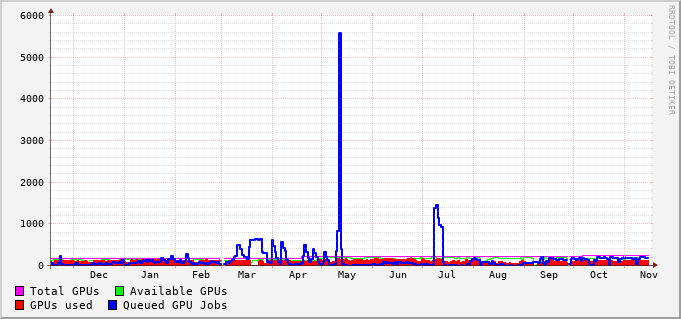 6000
5000
4000
3000
2000
1000
0
Dec Jan Feb Mar Apr May Jun Jul Aug Sep Oct Nov
Total GPUs Available GPUs
GPUs used Queued GPU Jobs
RRDTOOL / TOBI OETIKER